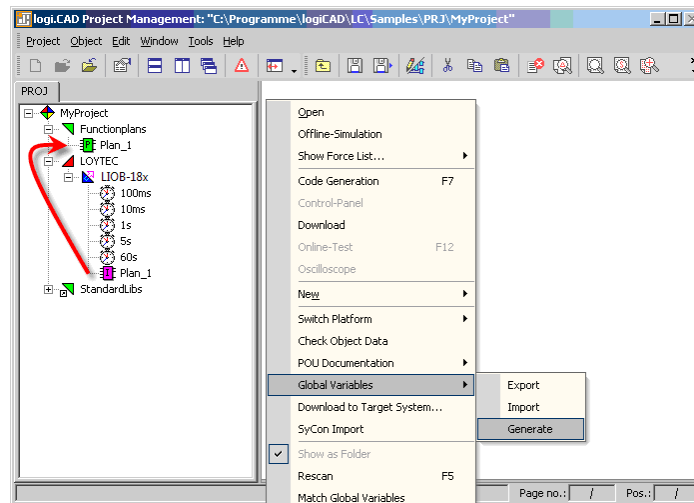 logi.CAD Project Management: "C:\Programme\logiCAD\LC\Samples\PRJ\MyProject"
Project Object Edit Window Tools Help
PROJ
MyProject
Functionplans
Plan_1
LOYTEC
LIOB-18x
100ms
10ms
1s
5s
60s
Plan_1
StandardLibs
Open
Offline-Simulation
Show Force List...
Code Generation F7
Control-Panel
Download
Online-Test F12
Oscilloscope
New
Switch Platform
Check Object Data
POU Documentation
Global Variables
Download to Target System...
SyCon Import
Show as Folder
Rescan F5
Match Global Variables
Export
Import
Generate
Page no.: / Pos.: /